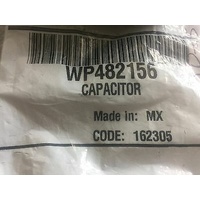 WP482156
CAPACITOR
Made in: MX
CODE: 162305